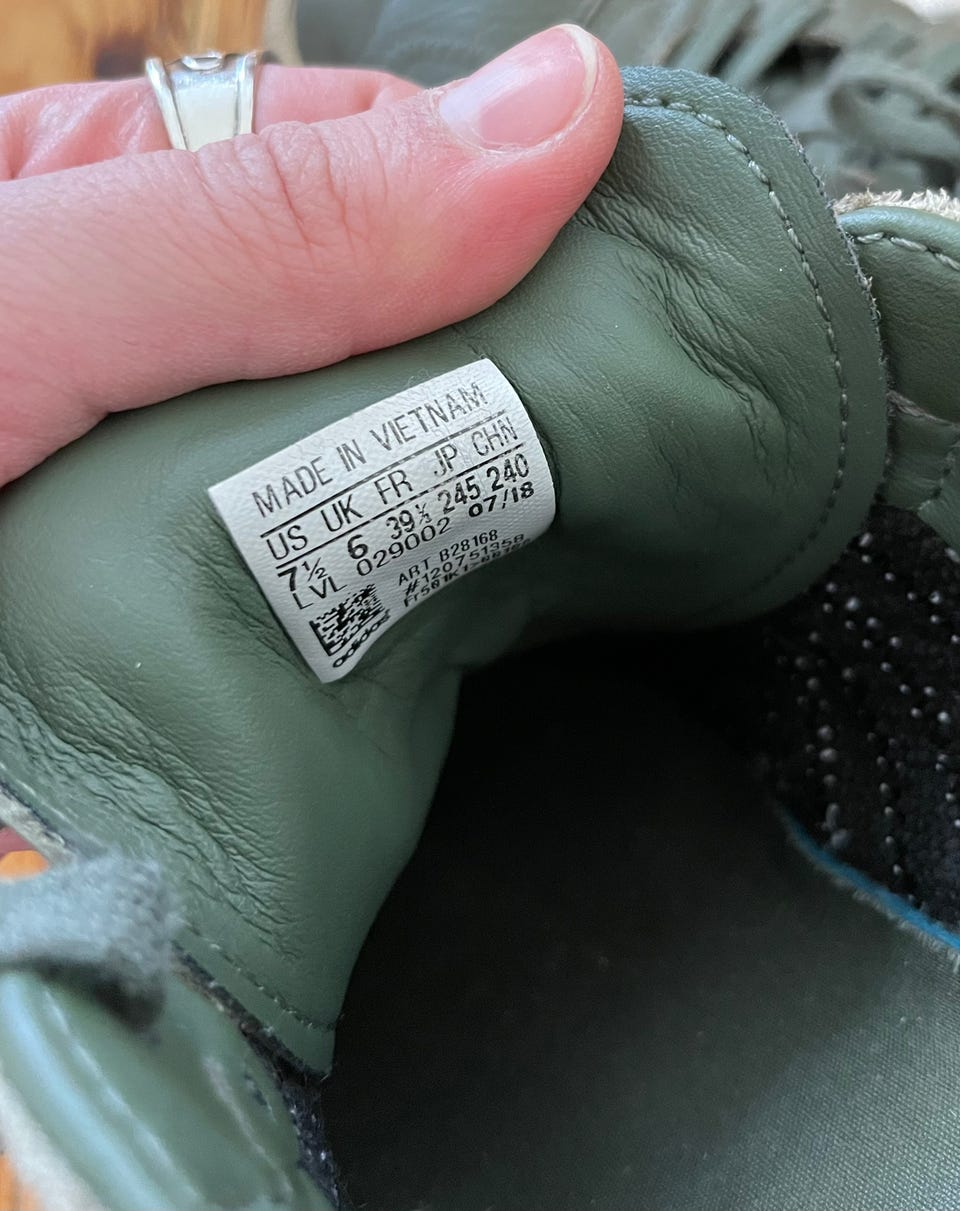 MADE IN VIETNAM
US UK FR JP CHN
7½ 6 39⅓ 245 240
LVL 029002 07/18
ART B28168
#120751358
adidas